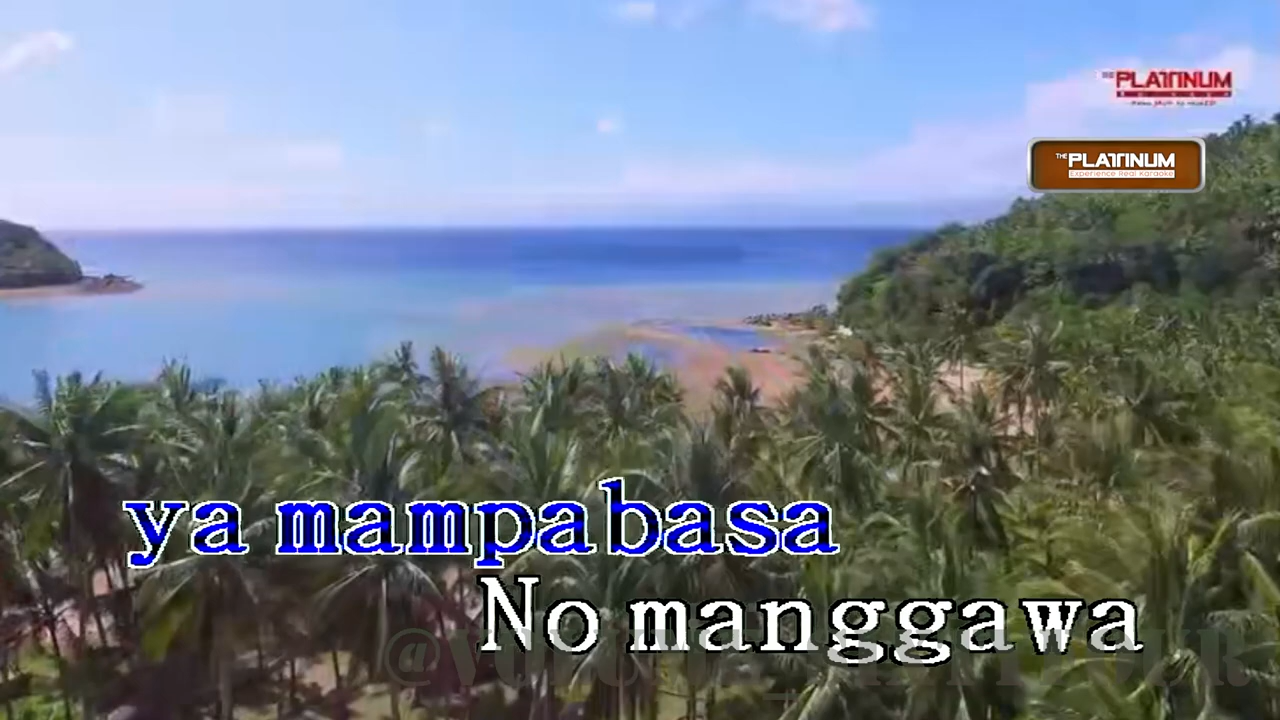 THE PLATINUM
THE PLATINUM
Experience Real Karaoke
ya mampabasa
No manggawa